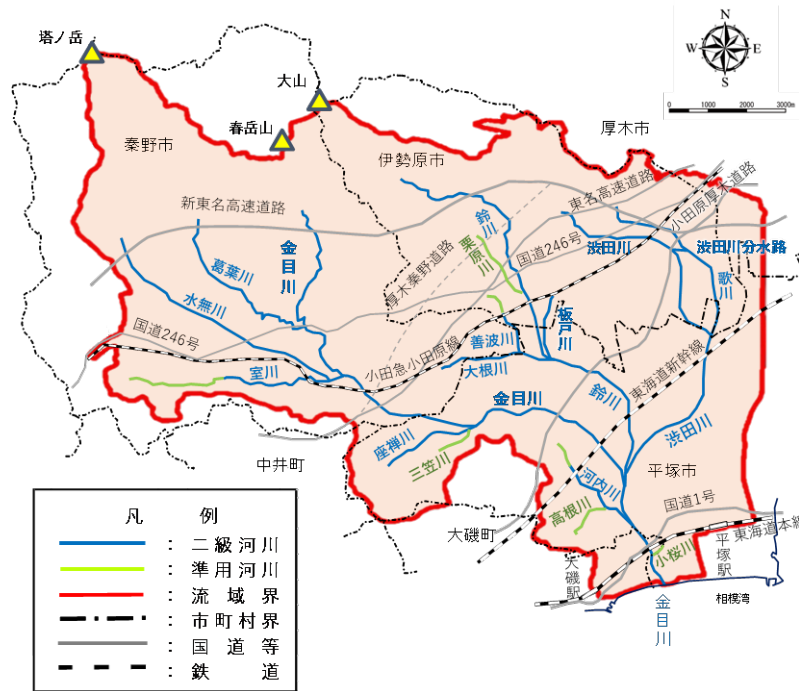 塔ノ岳
大山
春岳山
秦野市
伊勢原市
厚木市
N
W
E
S
0 1000 2000 3000m
新東名高速道路
東名高速道路
小田原厚木道路
国道246号
厚木秦野道路
鈴川
栗原川
渋田川
渋田川分水路
歌川
金目川
葛葉川
水無川
国道246号
小田急小田原線
善波川
板戸川
大根川
東海道新幹線
室川
金目川
鈴川
渋田川
座禅川
三笠川
中井町
平塚市
河内川
高根川
国道1号
大磯町
東海道本線
小桜川
平塚駅
大磯駅
金目川
相模湾
凡例
: 二級河川
: 準用河川
: 流域界
: 市町村界
: 国道等
: 鉄道